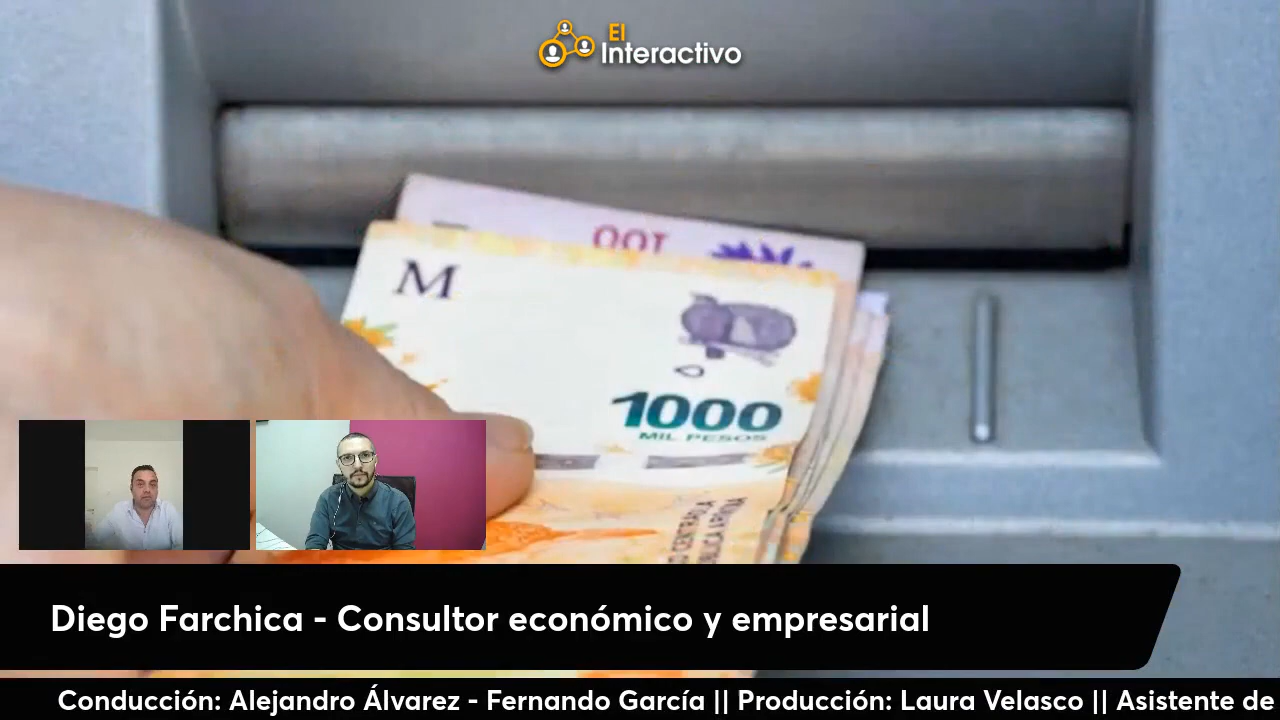 El
Interactivo
100
M
1000
MIL PESOS
Diego Farchica - Consultor económico y empresarial
Conducción: Alejandro Álvarez - Fernando García || Producción: Laura Velasco || Asistente de